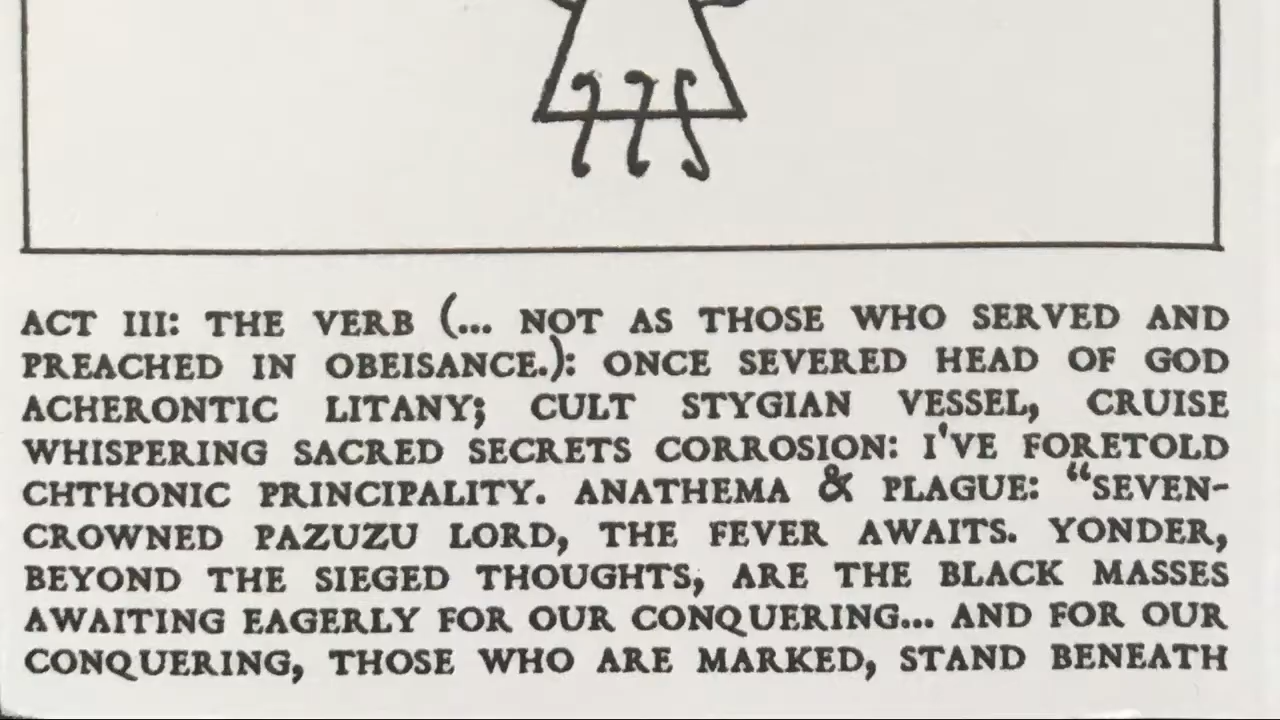 ACT III: THE VERB (... NOT AS THOSE WHO SERVED AND
PREACHED IN OBEISANCE.): ONCE SEVERED HEAD OF GOD
ACHERONTIC LITANY; CULT STYGIAN VESSEL, CRUISE
WHISPERING SACRED SECRETS CORROSION: I'VE FORETOLD
CHTHONIC PRINCIPALITY. ANATHEMA & PLAGUE: “SEVEN-
CROWNED PAZUZU LORD, THE FEVER AWAITS. YONDER,
BEYOND THE SIEGED THOUGHTS, ARE THE BLACK MASSES
AWAITING EAGERLY FOR OUR CONQUERING... AND FOR OUR
CONQUERING, THOSE WHO ARE MARKED, STAND BENEATH